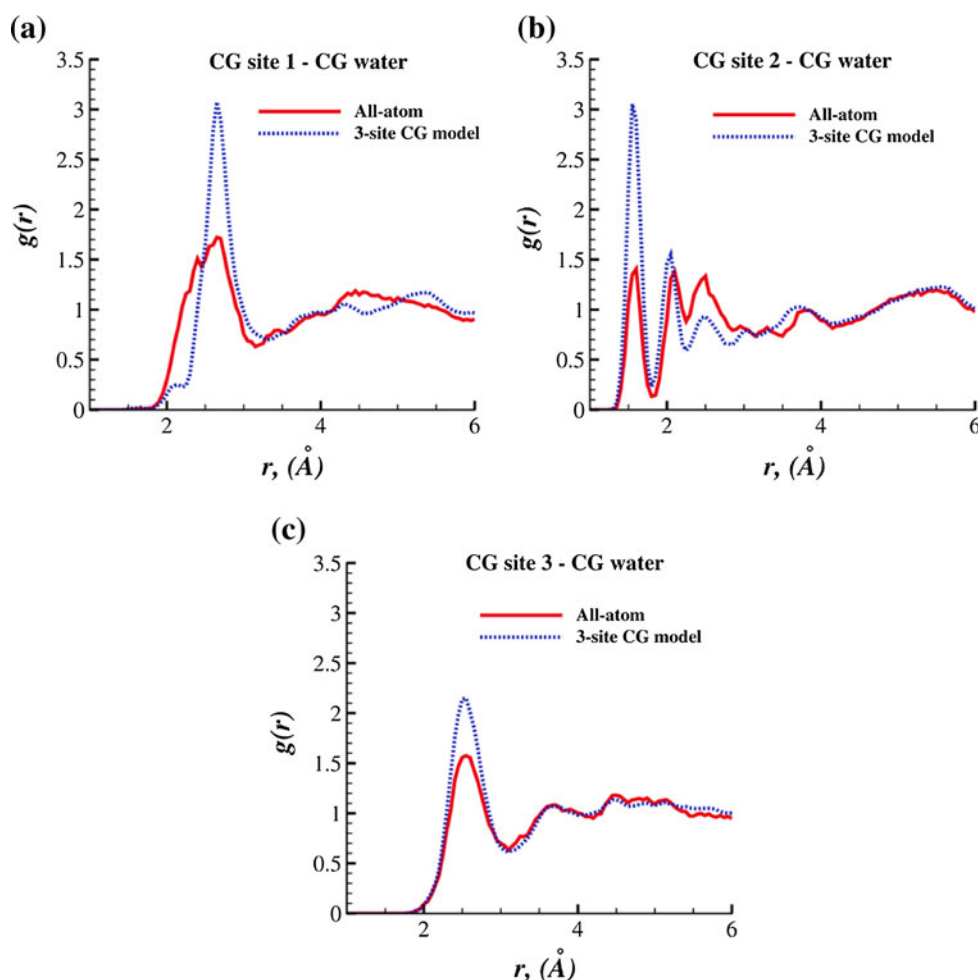 (a)
CG site 1 - CG water
All-atom
3-site CG model
g(r)
3.5
3
2.5
2
1.5
1
0.5
0
2
4
6
r, (Å)
(b)
CG site 2 - CG water
All-atom
3-site CG model
g(r)
3.5
3
2.5
2
1.5
1
0.5
0
2
4
6
r, (Å)
(c)
CG site 3 - CG water
All-atom
3-site CG model
g(r)
3.5
3
2.5
2
1.5
1
0.5
0
2
4
6
r, (Å)